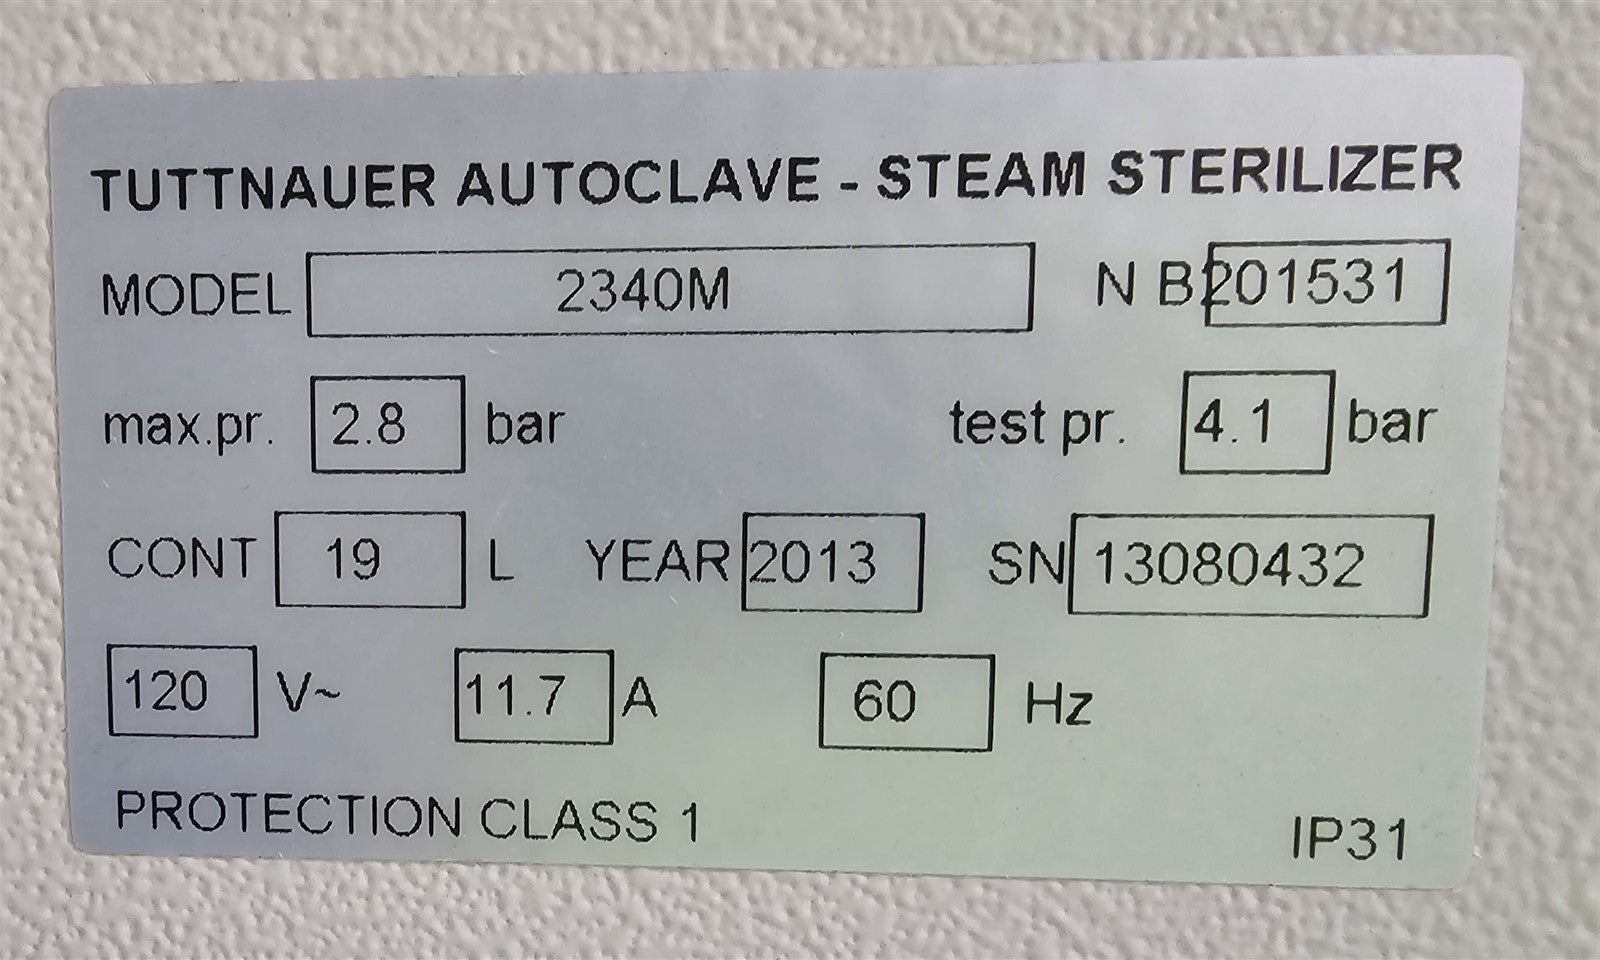 TUTTNAUER AUTOCLAVE - STEAM STERILIZER
MODEL 2340M N B201531
max.pr. 2.8 bar test pr. 4.1 bar
CONT 19 L YEAR 2013 SN 13080432
120 V~ 11.7 A 60 Hz
PROTECTION CLASS 1 IP31